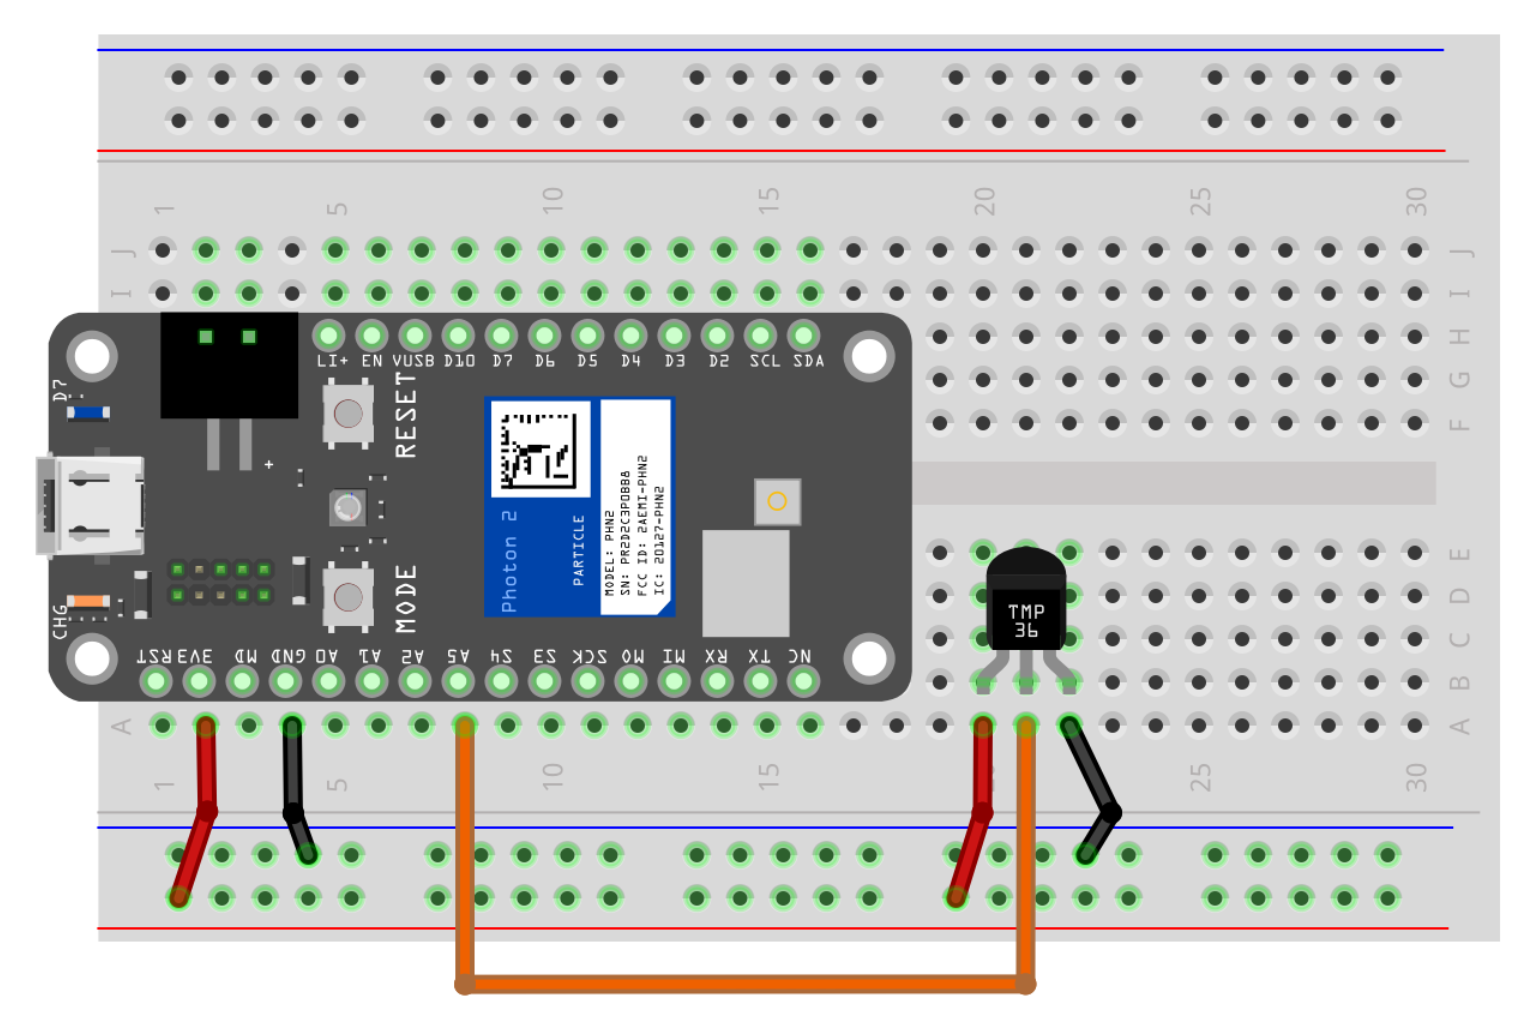 1 5 10 15 20 25 30
J J
I I
H
G
F
LI+ EN VUSB D10 D7 D6 D5 D4 D3 D2 SCL SDA
D7
RESET
+
Photon 2
PARTICLE
MODEL: PHN2
SN: PR2D2C3P0BB8
FCC ID: 2AEMI-PHN2
IC: 20127-PHN2
CHG
MODE
E
D
C
B
TMP
36
RST 3V3 MD GND A0 A1 A2 A5 S4 S3 SCK MO MI RX TX NC
A A
1 5 10 15 25 30